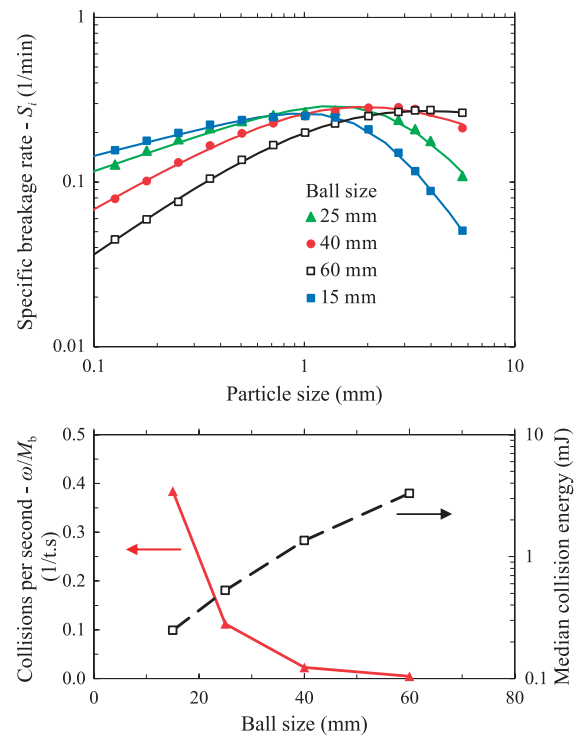 1
0.1
0.01
Specific breakage rate - Sᵢ (1/min)
Ball size
25 mm
40 mm
60 mm
15 mm
0.1
1
10
Particle size (mm)
0.5
0.4
0.3
0.2
0.1
0.0
Collisions per second - ω/M_b
(1/t.s)
10
1
0.1
Median collision energy (mJ)
0
20
40
60
80
Ball size (mm)